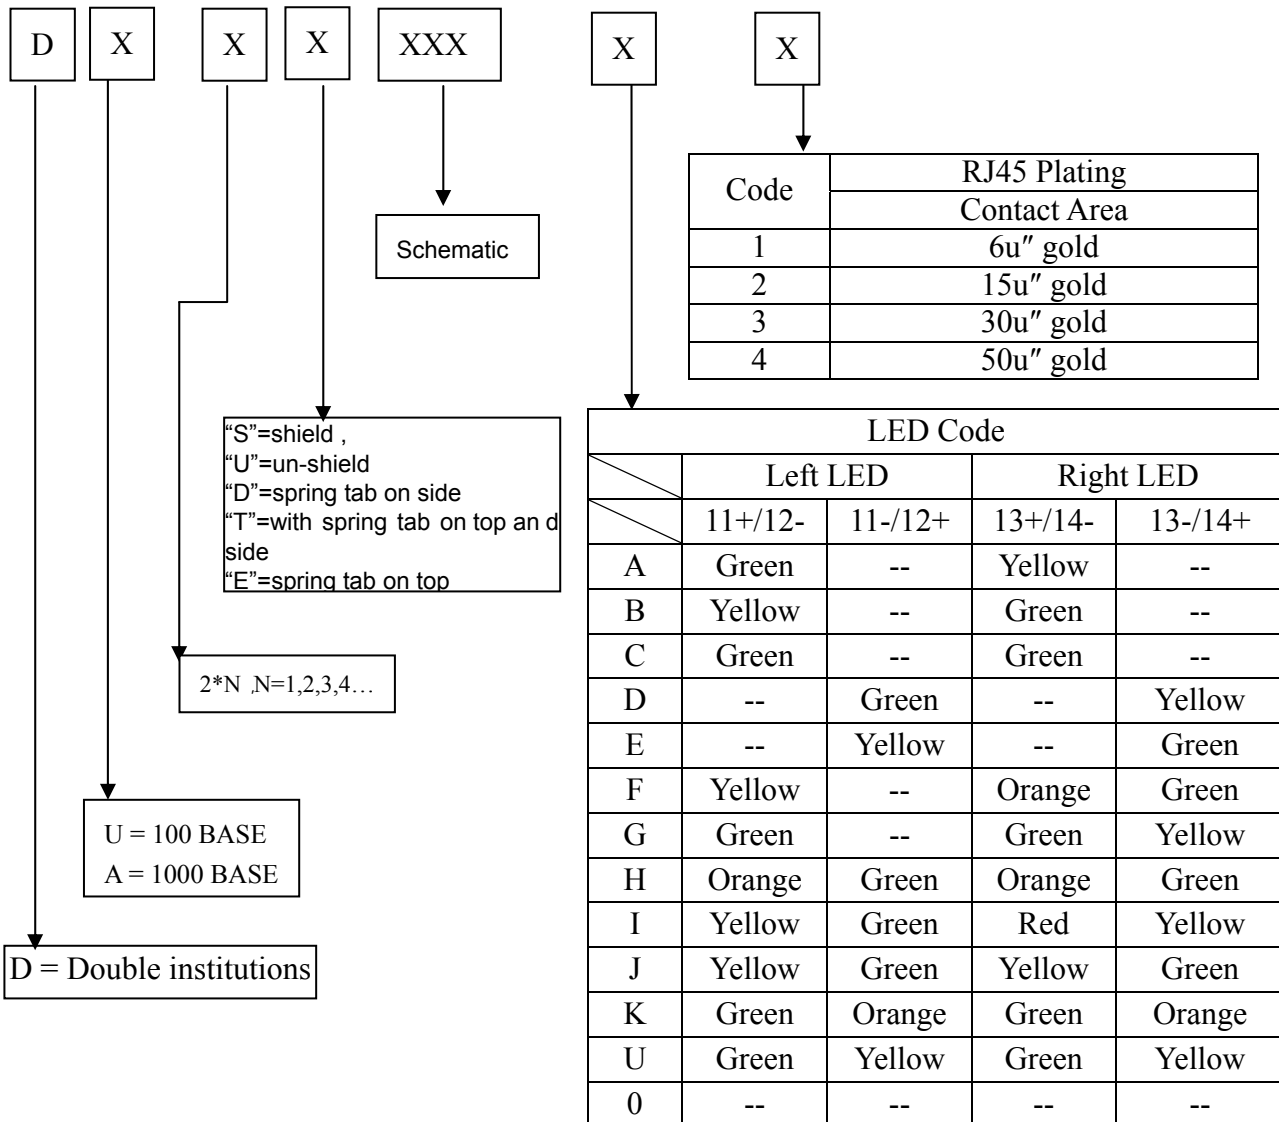 D X X X XXX X X
Code RJ45 Plating
Contact Area
1 6u″ gold
2 15u″ gold
3 30u″ gold
4 50u″ gold
Schematic
“S”=shield ,
“U”=un-shield
“D”=spring tab on side
“T”=with spring tab on top an d
side
“E”=spring tab on top
2*N ,N=1,2,3,4…
U = 100 BASE
A = 1000 BASE
D = Double institutions
LED Code
Left LED Right LED
11+/12- 11-/12+ 13+/14- 13-/14+
A Green -- Yellow --
B Yellow -- Green --
C Green -- Green --
D -- Green -- Yellow
E -- Yellow -- Green
F Yellow -- Orange Green
G Green -- Green Yellow
H Orange Green Orange Green
I Yellow Green Red Yellow
J Yellow Green Yellow Green
K Green Orange Green Orange
U Green Yellow Green Yellow
0 -- -- -- --